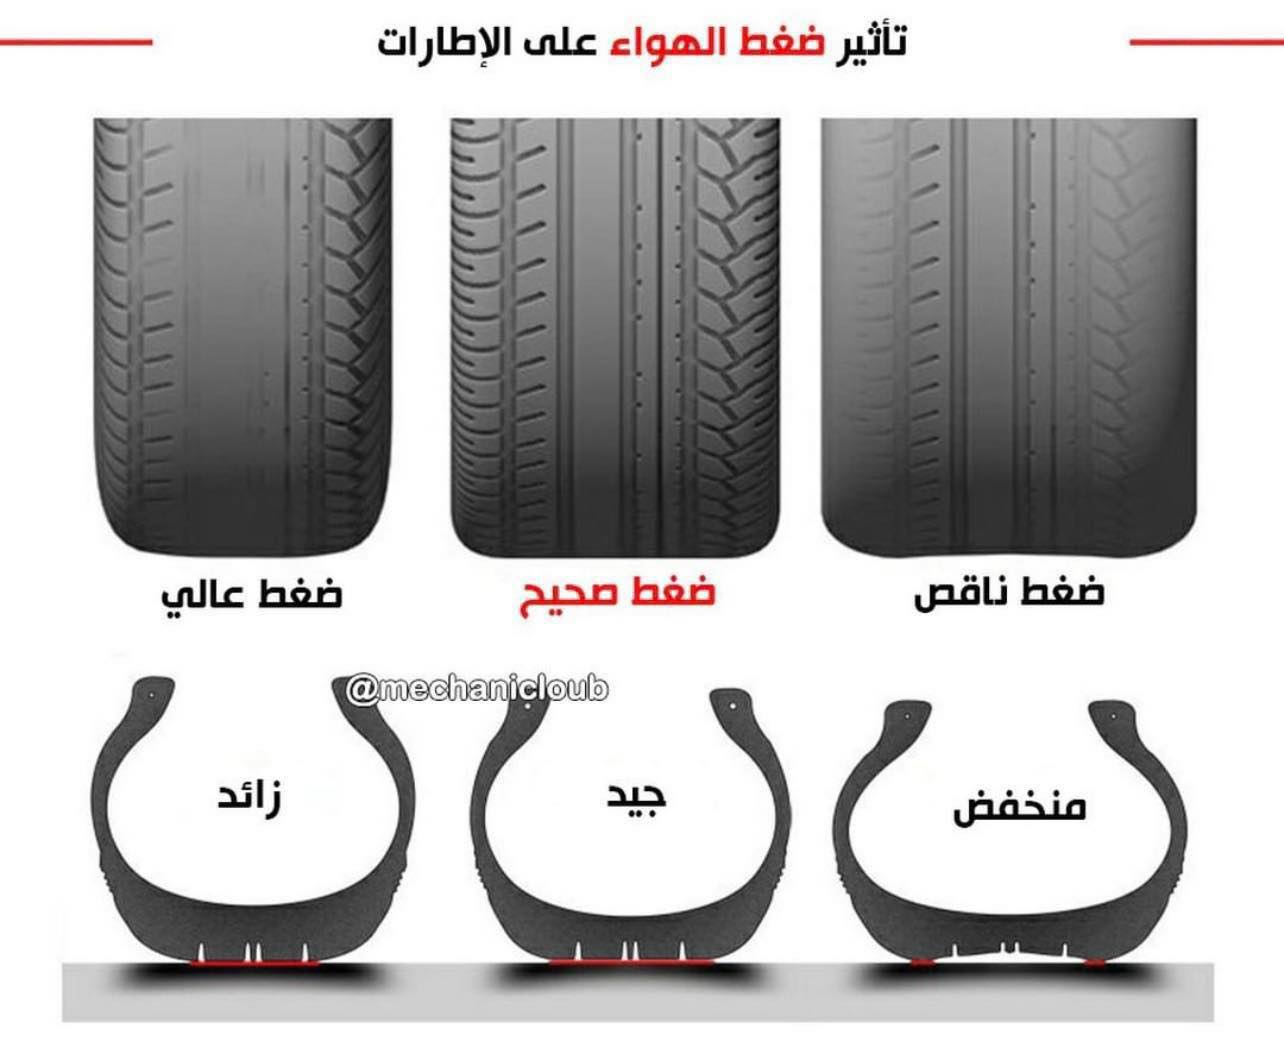 تأثير ضغط الهواء على الإطارات
ضغط ناقص
ضغط صحيح
ضغط عالي
@mechanicloub
منخفض
جيد
زائد